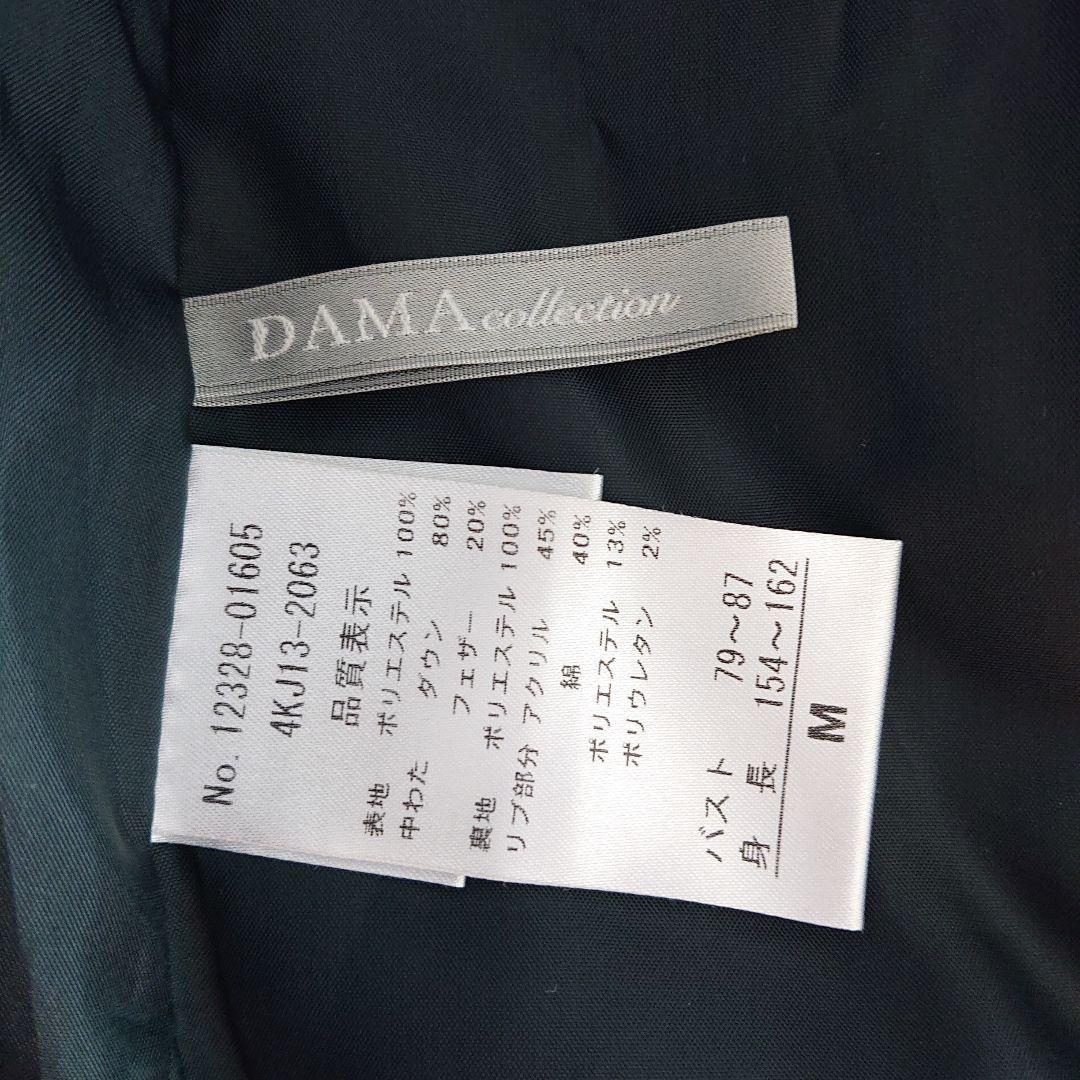 DAMA collection
No. 12328-01605
4KJ13-2063
品質表示
表地 ポリエステル 100%
中わた ダウン 80%
フェザー 20%
裏地 ポリエステル 100%
リブ部分 アクリル 45%
綿 40%
ポリエステル 13%
ポリウレタン 2%
バスト 79～87
身長 154～162
M